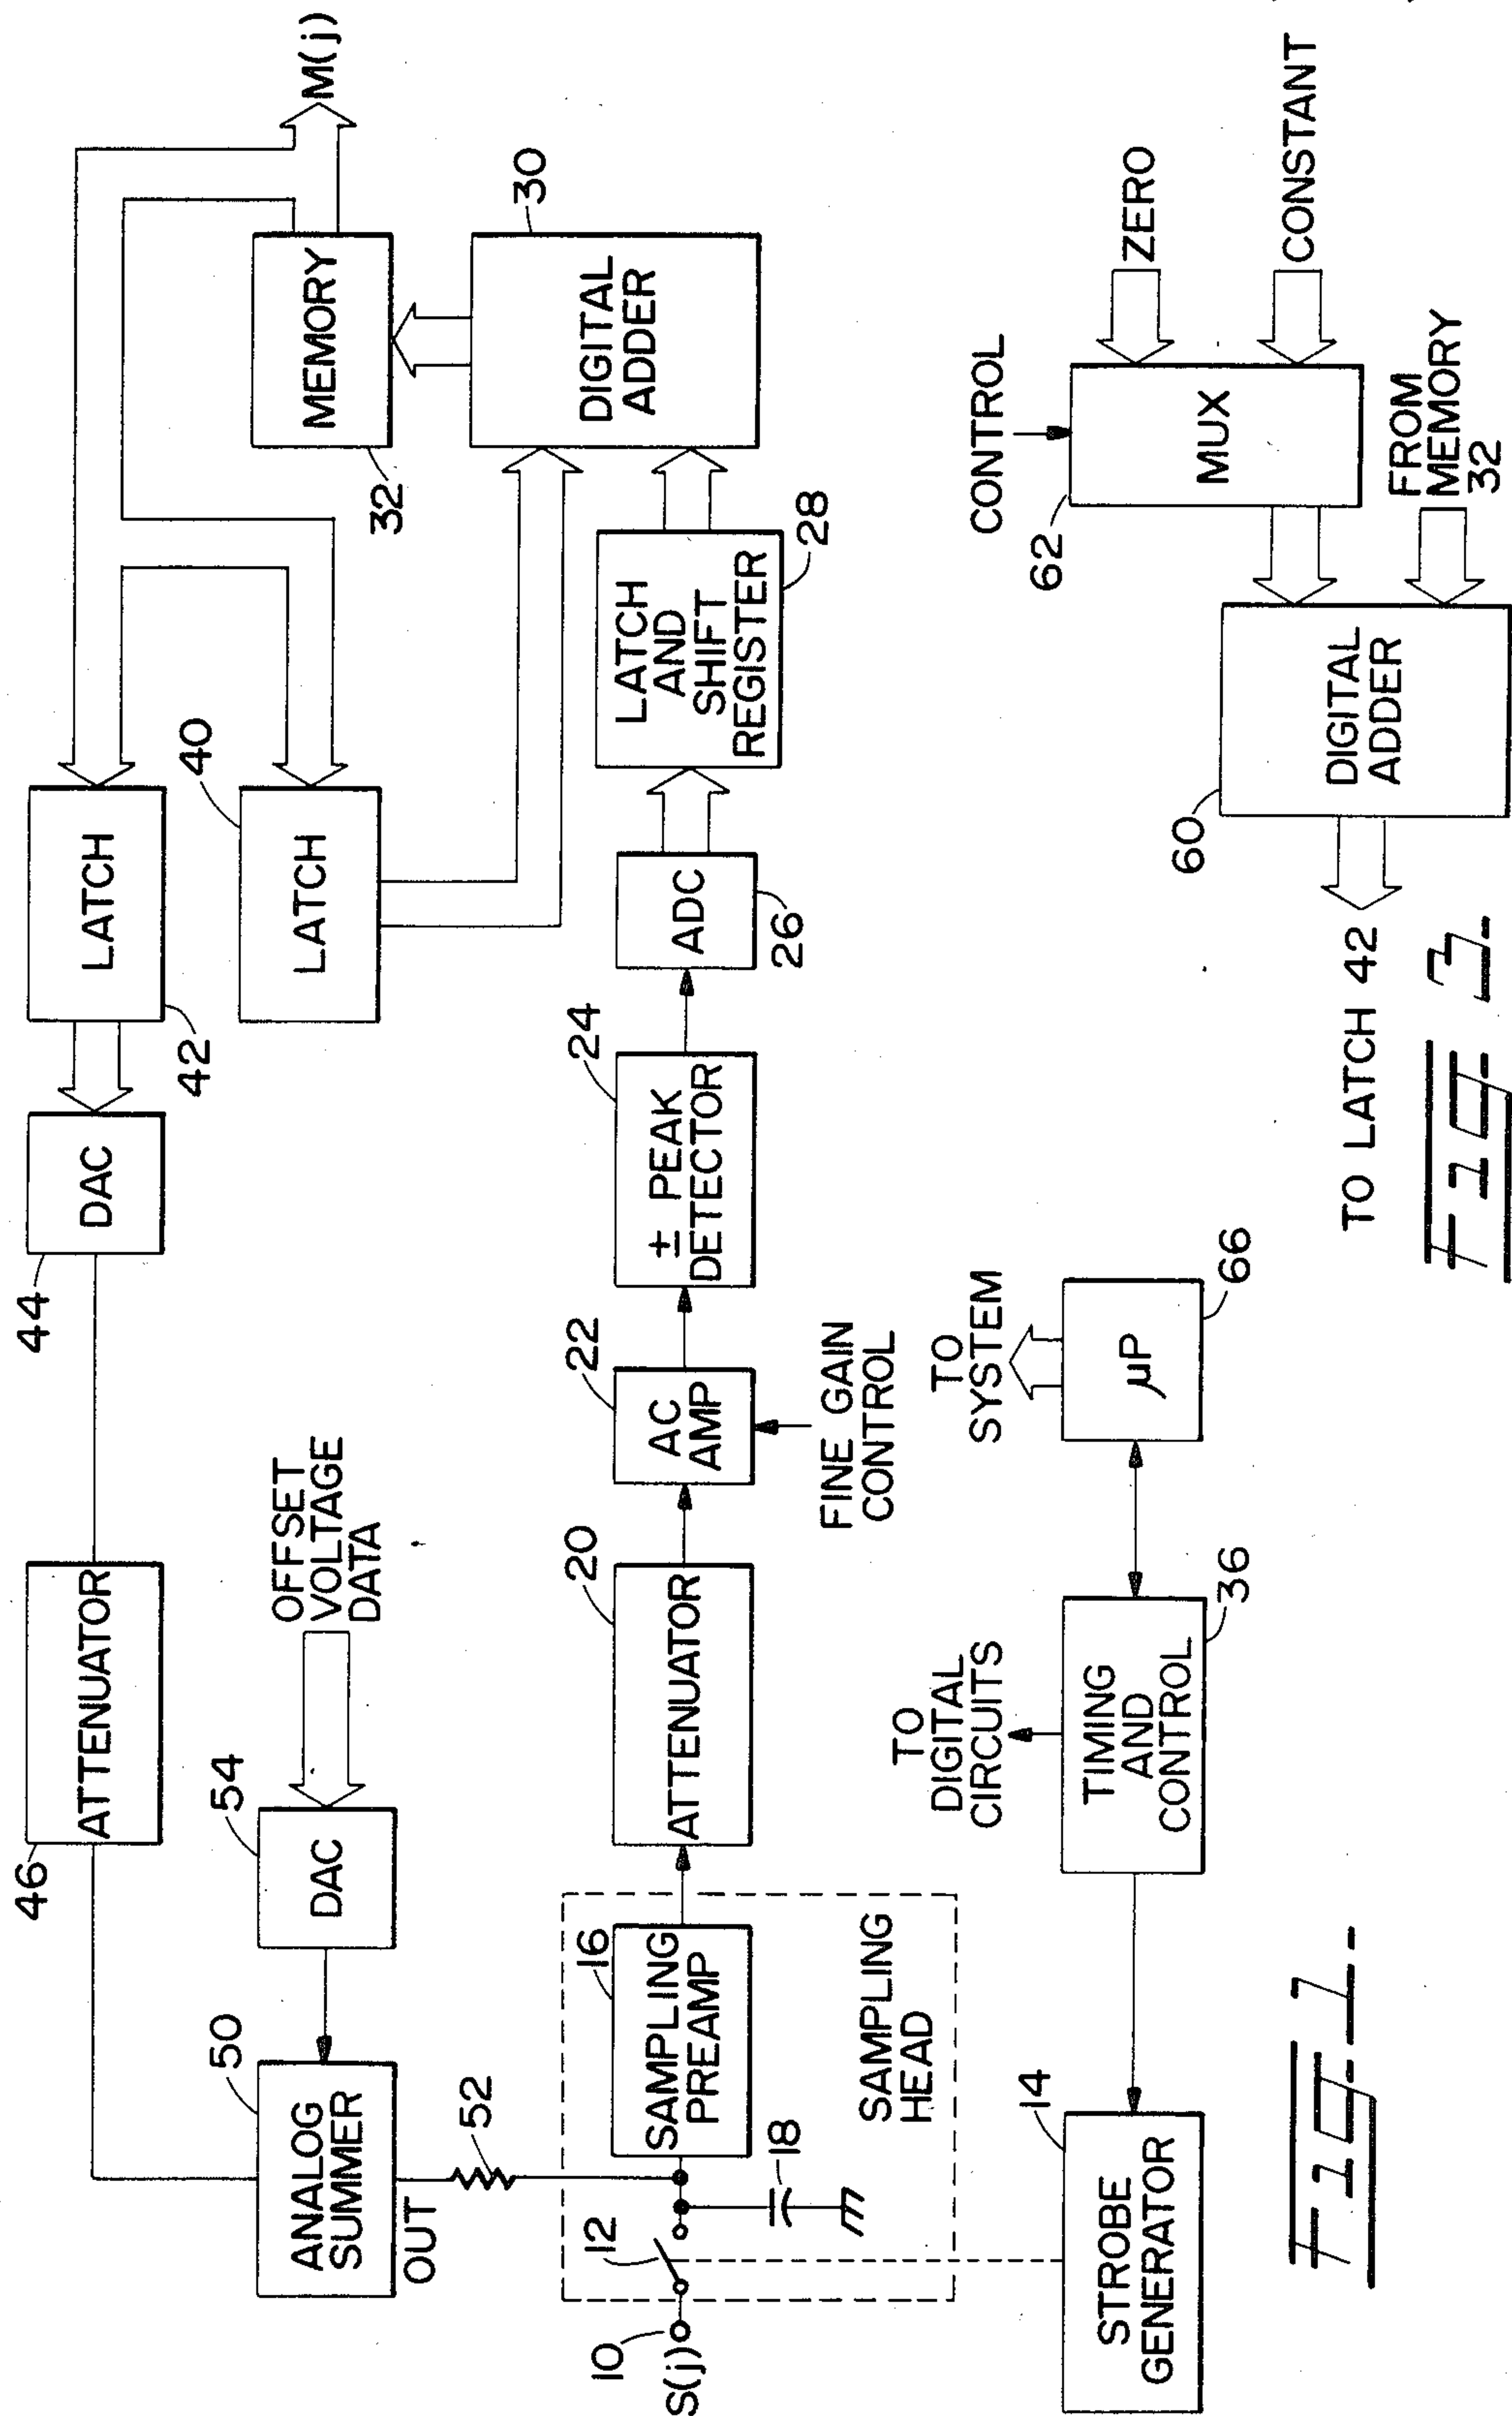 46
ATTENUATOR
44
DAC
42
LATCH
M(j)
50
ANALOG
SUMMER
OUT
52
54
DAC
OFFSET
VOLTAGE
DATA
40
LATCH
32
MEMORY
10
S(j)
12
18
16
SAMPLING
PREAMP
SAMPLING
HEAD
20
ATTENUATOR
22
AC
AMP
FINE GAIN
CONTROL
24
± PEAK
DETECTOR
ADC
26
LATCH
AND
SHIFT
REGISTER
28
30
DIGITAL
ADDER
14
STROBE
GENERATOR
TO
DIGITAL
CIRCUITS
TIMING
AND
CONTROL
36
TO
SYSTEM
μP
66
FIG-1-
60
DIGITAL
ADDER
TO LATCH 42
62
CONTROL
MUX
ZERO
CONSTANT
FROM
MEMORY
32
FIG-3-